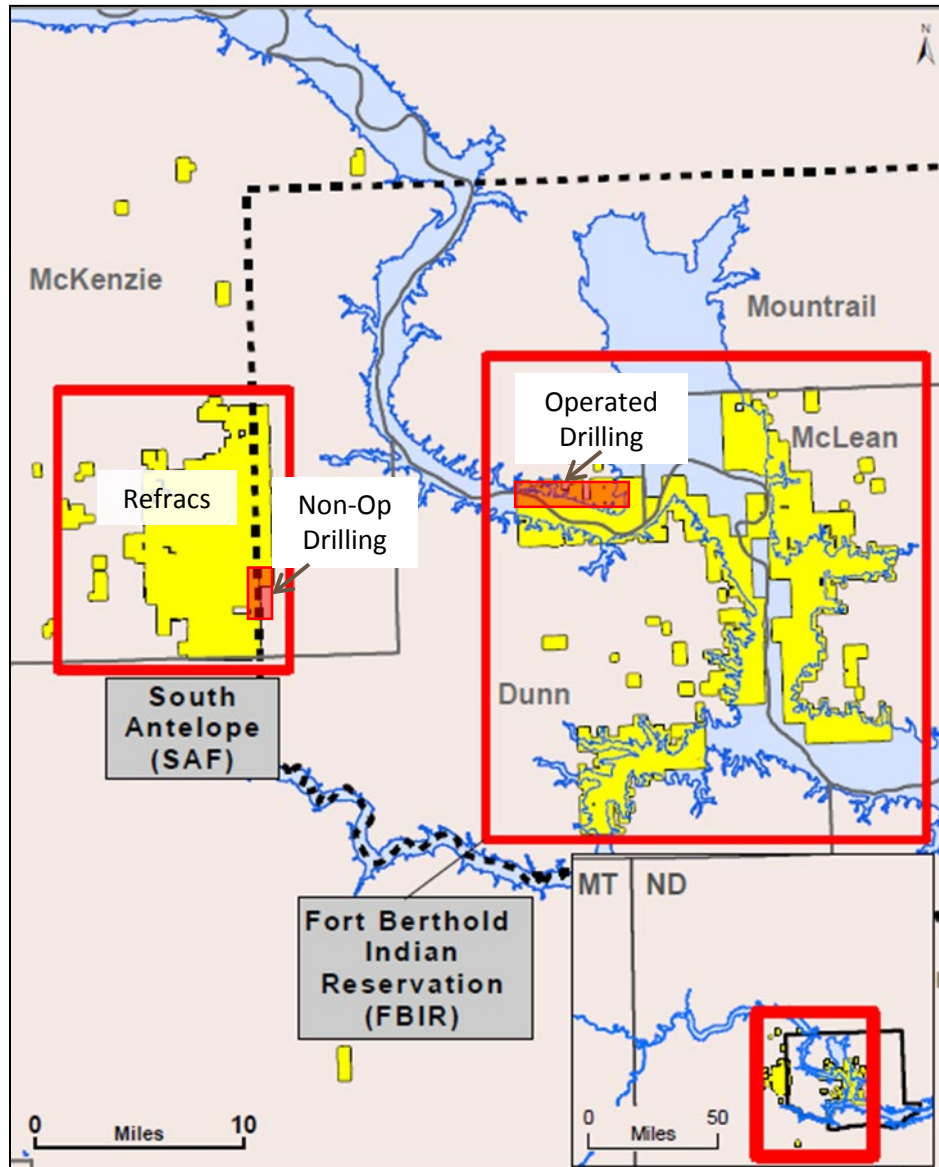 N
McKenzie
Mountrail
Operated
Drilling
McLean
Refracs
Non-Op
Drilling
Dunn
South
Antelope
(SAF)
Fort Berthold
Indian
Reservation
(FBIR)
MT
ND
0
10
Miles
0
50
Miles